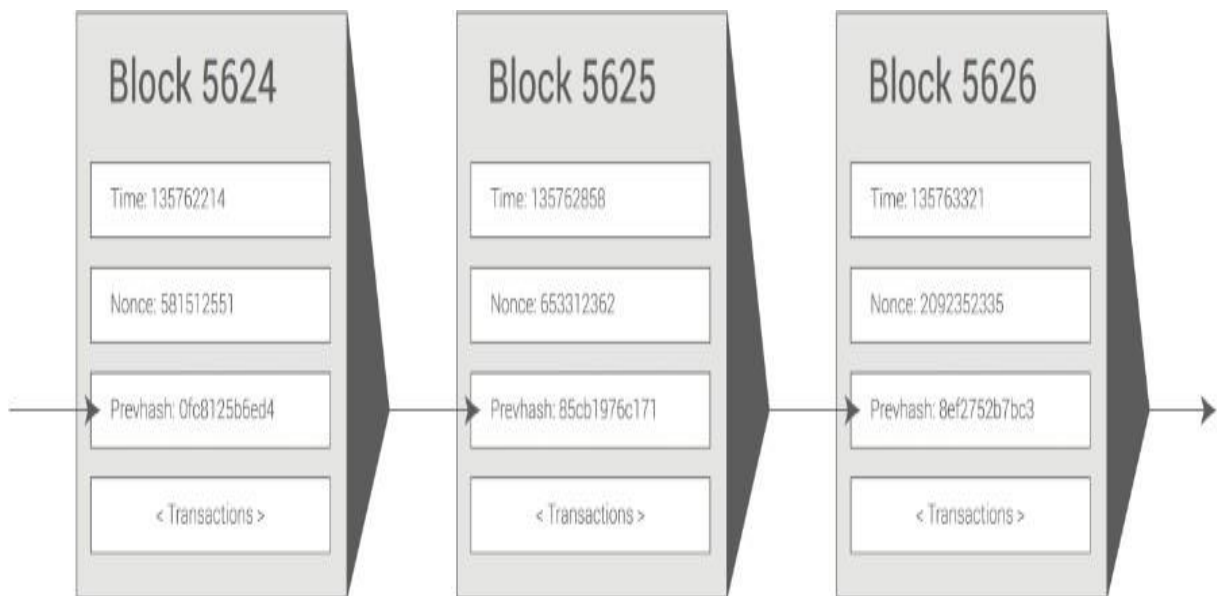 Block 5624
Time: 135762214
Nonce: 581512551
Prevhash: 0fc8125b6ed4
< Transactions >
Block 5625
Time: 135762858
Nonce: 653312362
Prevhash: 85cb1976c171
< Transactions >
Block 5626
Time: 135763321
Nonce: 2092352335
Prevhash: 8ef2752b7bc3
< Transactions >